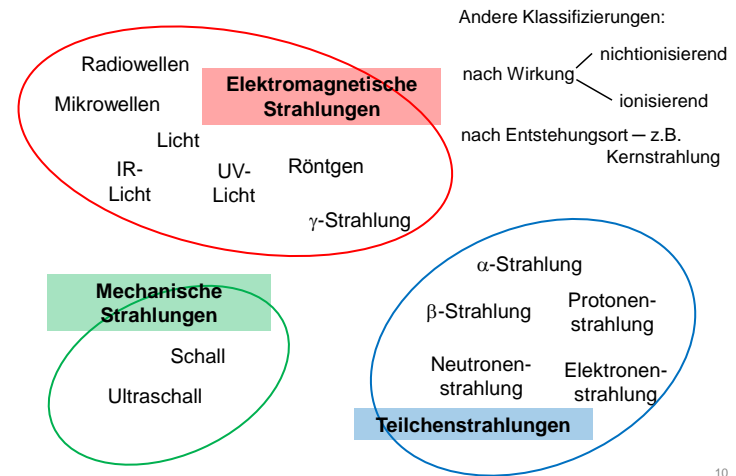 Andere Klassifizierungen:
nach Wirkung
nichtionisierend
ionisierend
nach Entstehungsort – z.B.
Kernstrahlung
Elektromagnetische
Strahlungen
Radiowellen
Mikrowellen
Licht
IR-
Licht
UV-
Licht
Röntgen
γ-Strahlung
Mechanische
Strahlungen
Schall
Ultraschall
α-Strahlung
β-Strahlung
Protonen-
strahlung
Neutronen-
strahlung
Elektronen-
strahlung
Teilchenstrahlungen
10